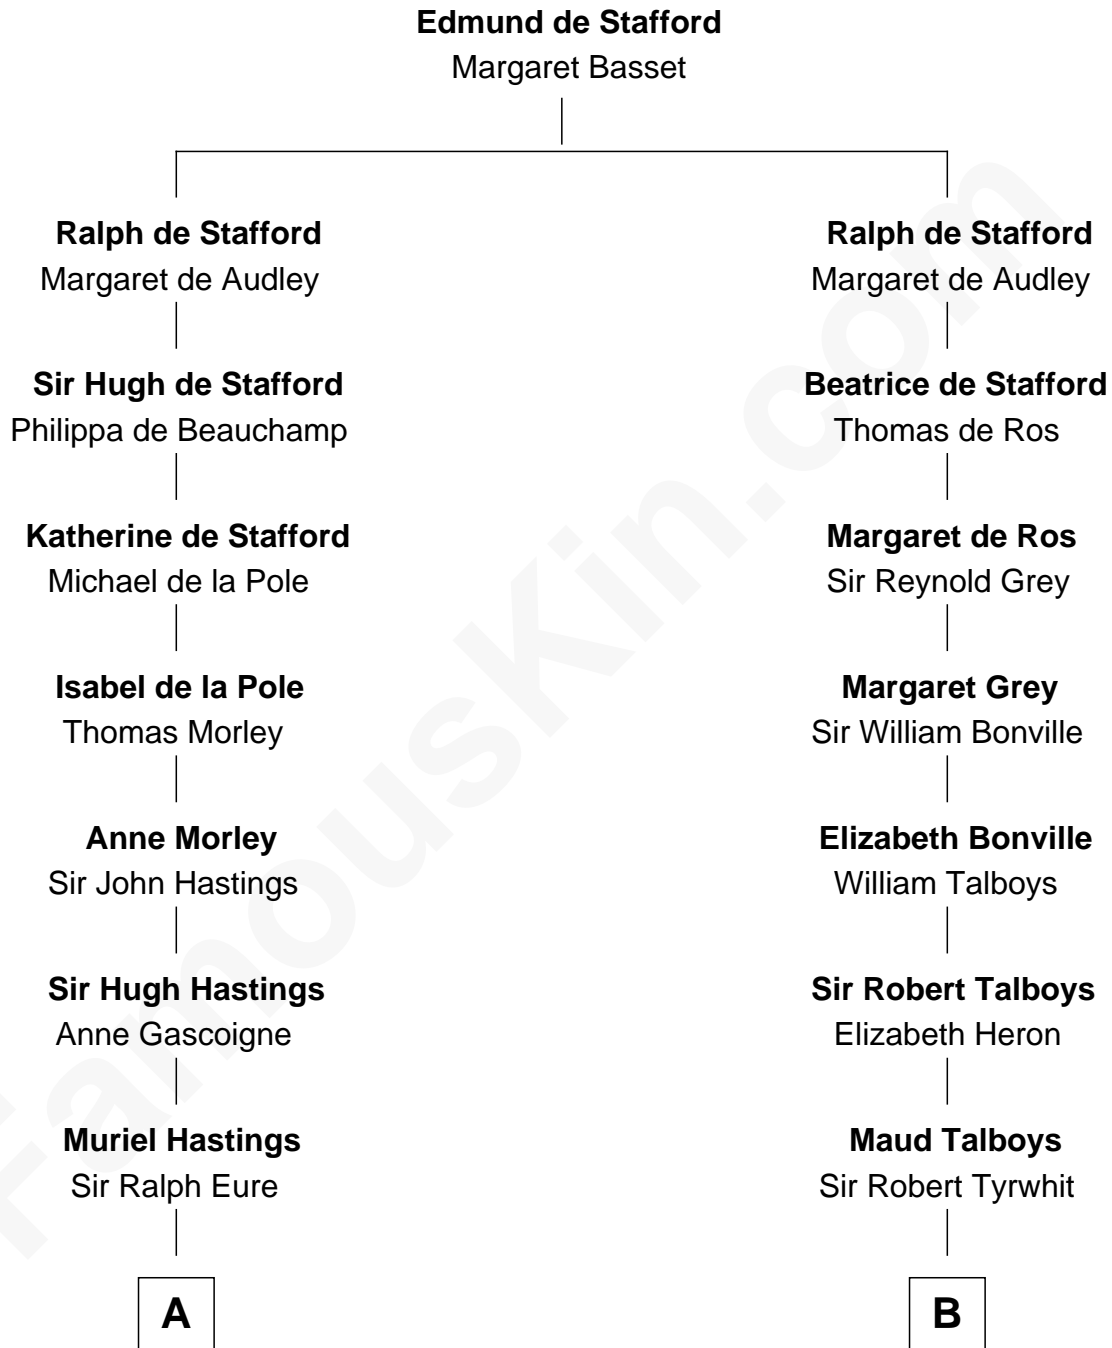 Edmund de Stafford
Margaret Basset
Ralph de Stafford
Margaret de Audley
Sir Hugh de Stafford
Philippa de Beauchamp
Katherine de Stafford
Michael de la Pole
Isabel de la Pole
Thomas Morley
Anne Morley
Sir John Hastings
Sir Hugh Hastings
Anne Gascoigne
Muriel Hastings
Sir Ralph Eure
A
Ralph de Stafford
Margaret de Audley
Beatrice de Stafford
Thomas de Ros
Margaret de Ros
Sir Reynold Grey
Margaret Grey
Sir William Bonville
Elizabeth Bonville
William Talboys
Sir Robert Talboys
Elizabeth Heron
Maud Talboys
Sir Robert Tyrwhit
B
FamousKin.com